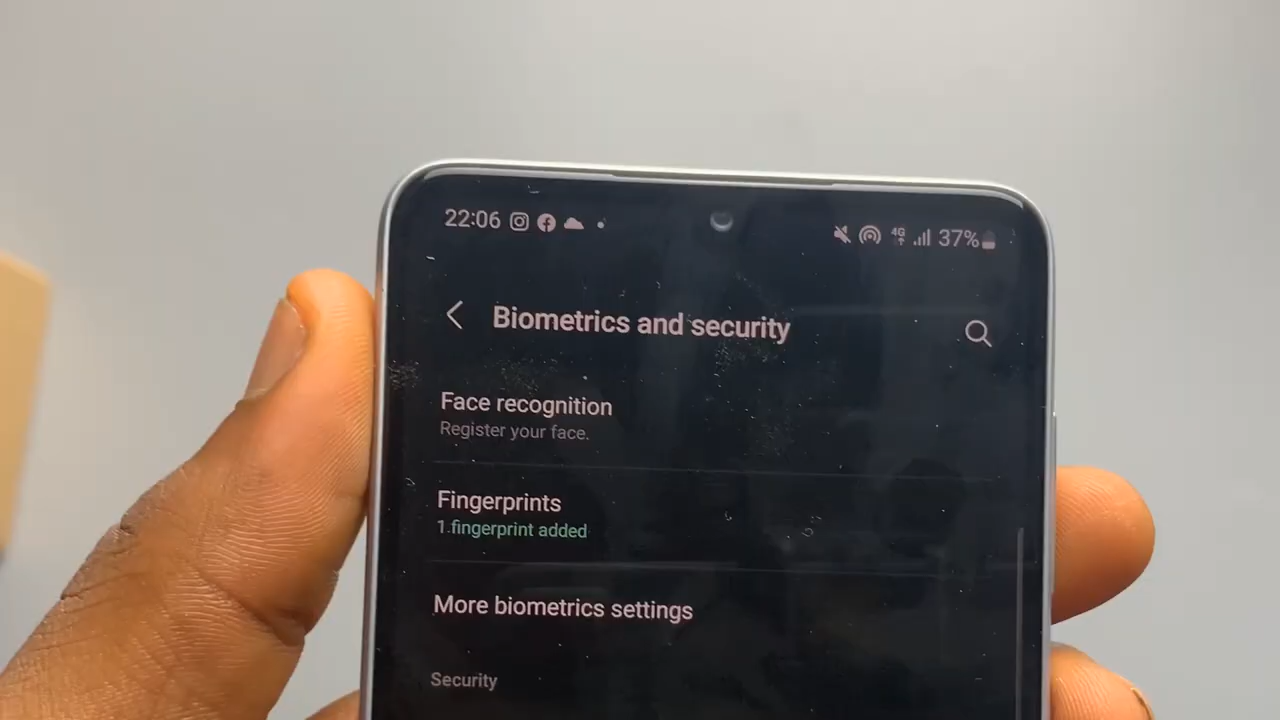 22:06 4G 37%
Biometrics and security
Face recognition
Register your face.
Fingerprints
1 fingerprint added
More biometrics settings
Security